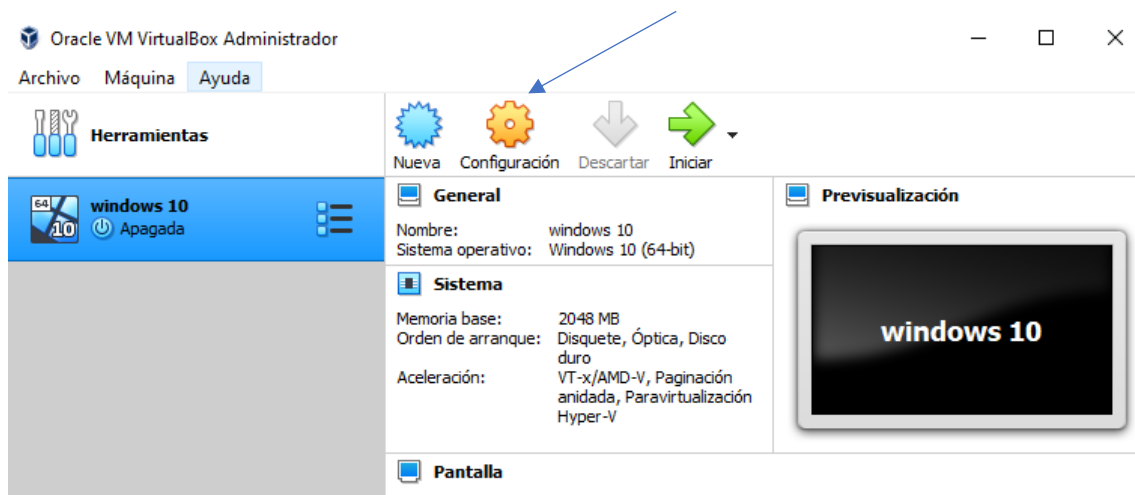 Oracle VM VirtualBox Administrador
Archivo Máquina Ayuda
Herramientas
Nueva Configuración Descartar Iniciar
64
10
windows 10
Apagada
General
Nombre: windows 10
Sistema operativo: Windows 10 (64-bit)
Sistema
Memoria base: 2048 MB
Orden de arranque: Disquete, Óptica, Disco
duro
Aceleración: VT-x/AMD-V, Paginación
anidada, Paravirtualización
Hyper-V
Pantalla
Previsualización
windows 10